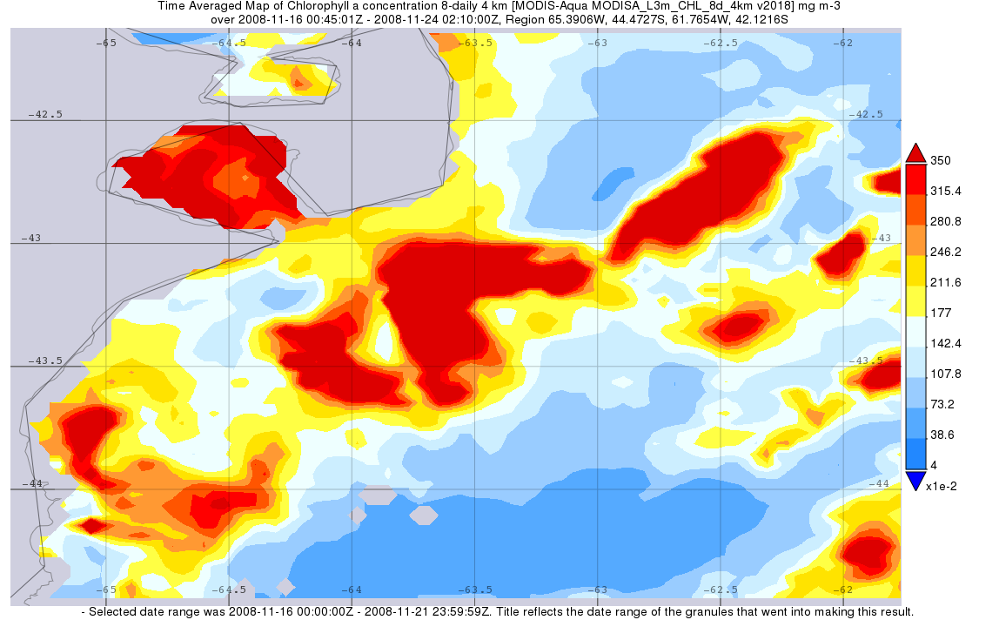 Time Averaged Map of Chlorophyll a concentration 8-daily 4 km [MODIS-Aqua MODISA_L3m_CHL_8d_4km v2018] mg m-3
over 2008-11-16 00:45:01Z - 2008-11-24 02:10:00Z, Region 65.3906W, 44.4727S, 61.7654W, 42.1216S
-65 -64.5 -64 -63.5 -63 -62.5 -62
-42.5 -42.5
350
315.4
-43 -43
280.8
246.2
211.6
177
142.4
-43.5 -43.5
107.8
73.2
38.6
4
-44 -44
x1e-2
-65 -64.5 -64 -63.5 -63 -62.5 -62
- Selected date range was 2008-11-16 00:00:00Z - 2008-11-21 23:59:59Z. Title reflects the date range of the granules that went into making this result.